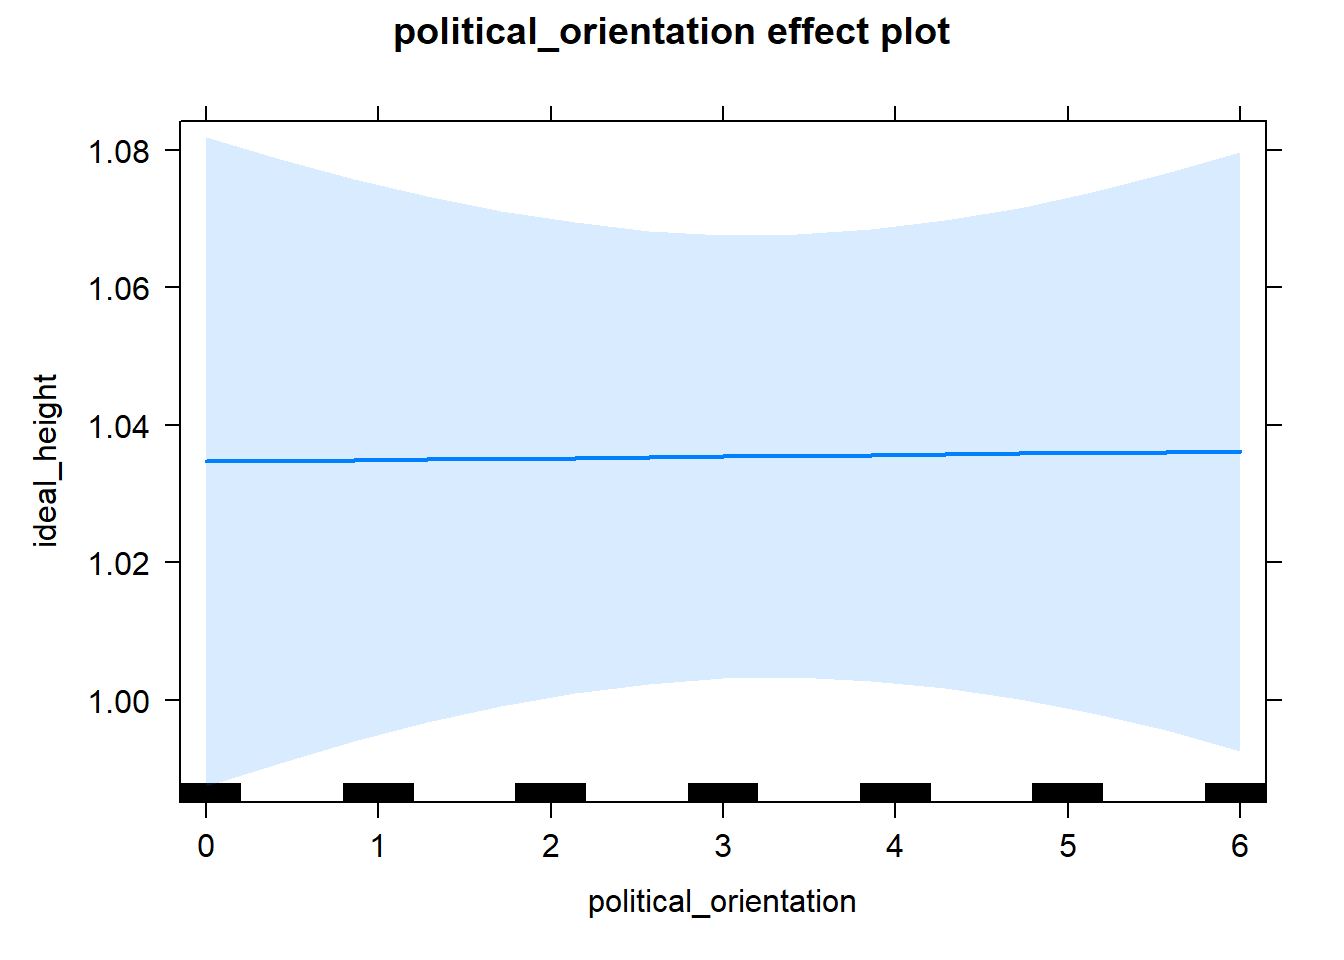 political_orientation effect plot
1.08
1.06
1.04
1.02
1.00
ideal_height
0 1 2 3 4 5 6
political_orientation